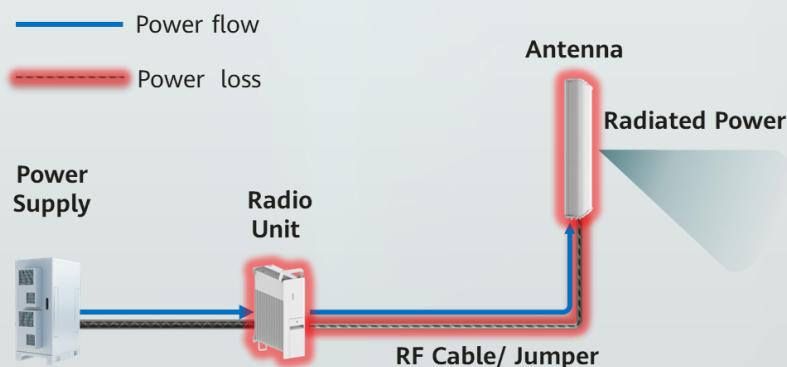 Power flow
Power loss
Antenna
Radiated Power
Power
Supply
Radio
Unit
RF Cable/ Jumper